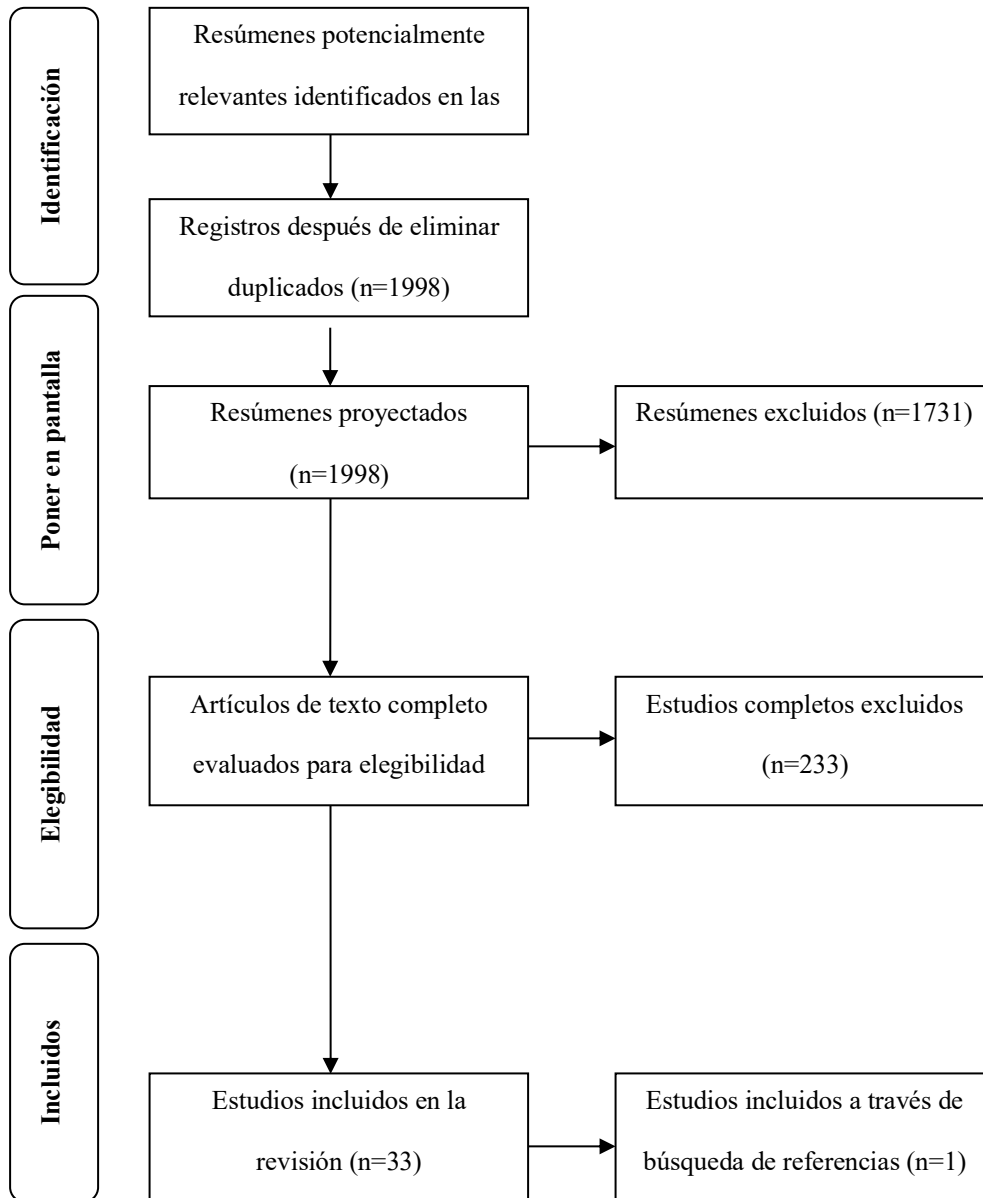 Identificación
Resúmenes potencialmente
relevantes identificados en las
Registros después de eliminar
duplicados (n=1998)
Poner en pantalla
Resúmenes proyectados
(n=1998)
Resúmenes excluidos (n=1731)
Elegibilidad
Artículos de texto completo
evaluados para elegibilidad
Estudios completos excluidos
(n=233)
Incluidos
Estudios incluidos en la
revisión (n=33)
Estudios incluidos a través de
búsqueda de referencias (n=1)